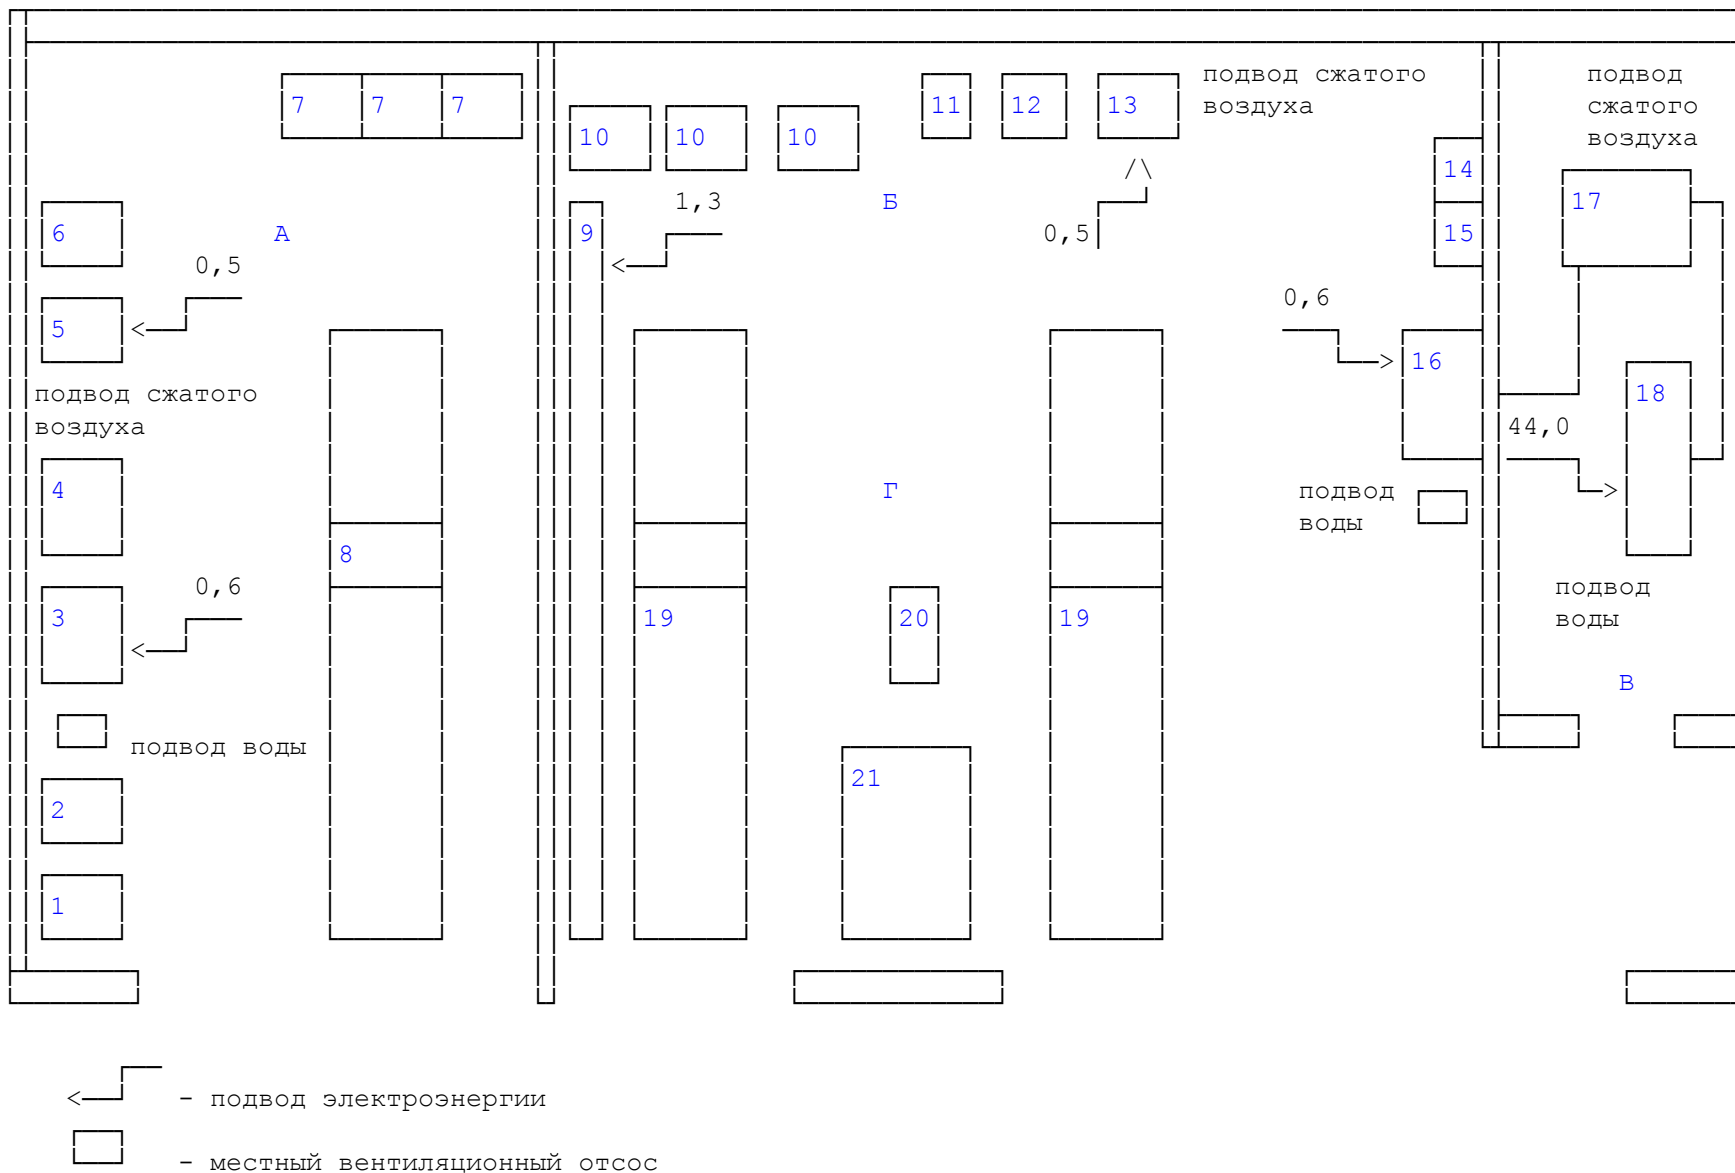 подвод сжатого воздуха
подвод сжатого воздуха
7 7 7
11 12 13
10 10 10
14
/\
1,3
Б
6
А
9
0,5
15
17
0,5
<
0,6
5
<
>
16
подвод сжатого
воздуха
18
44,0
4
Г
подвод
воды
>
8
0,6
подвод
воды
3
19
20
19
<
В
подвод воды
21
2
1
< - подвод электроэнергии
- местный вентиляционный отсос